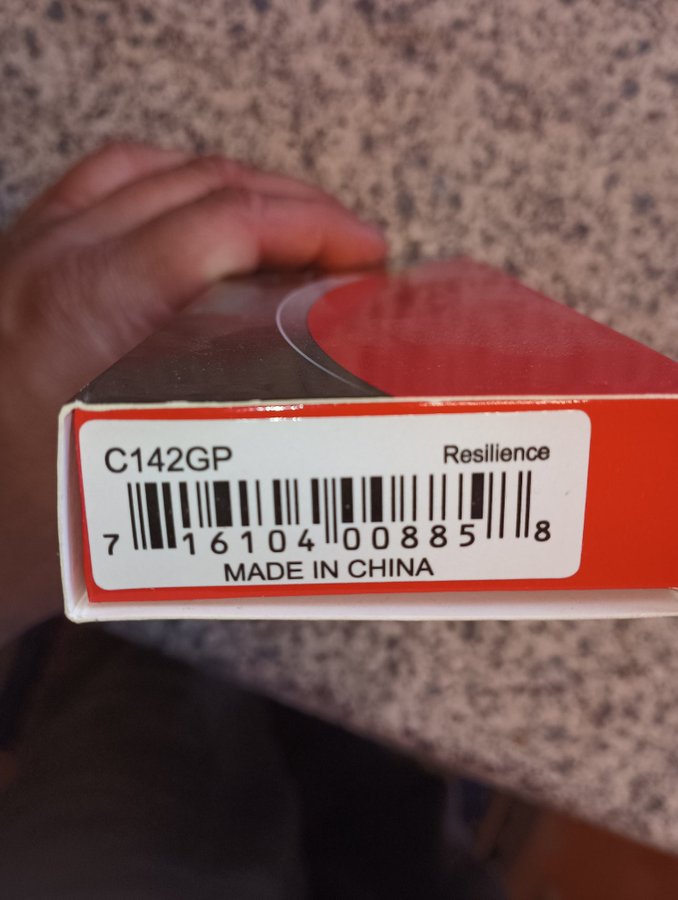 C142GP Resilience
7 16104 00885 8
MADE IN CHINA